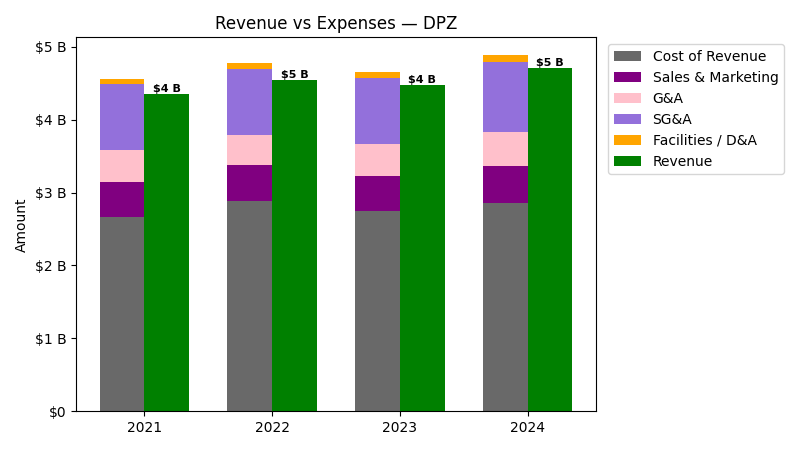 Revenue vs Expenses — DPZ
Amount
$5 B
$4 B
$3 B
$2 B
$1 B
$0
$4 B
$5 B
$4 B
$5 B
2021
2022
2023
2024
Cost of Revenue
Sales & Marketing
G&A
SG&A
Facilities / D&A
Revenue